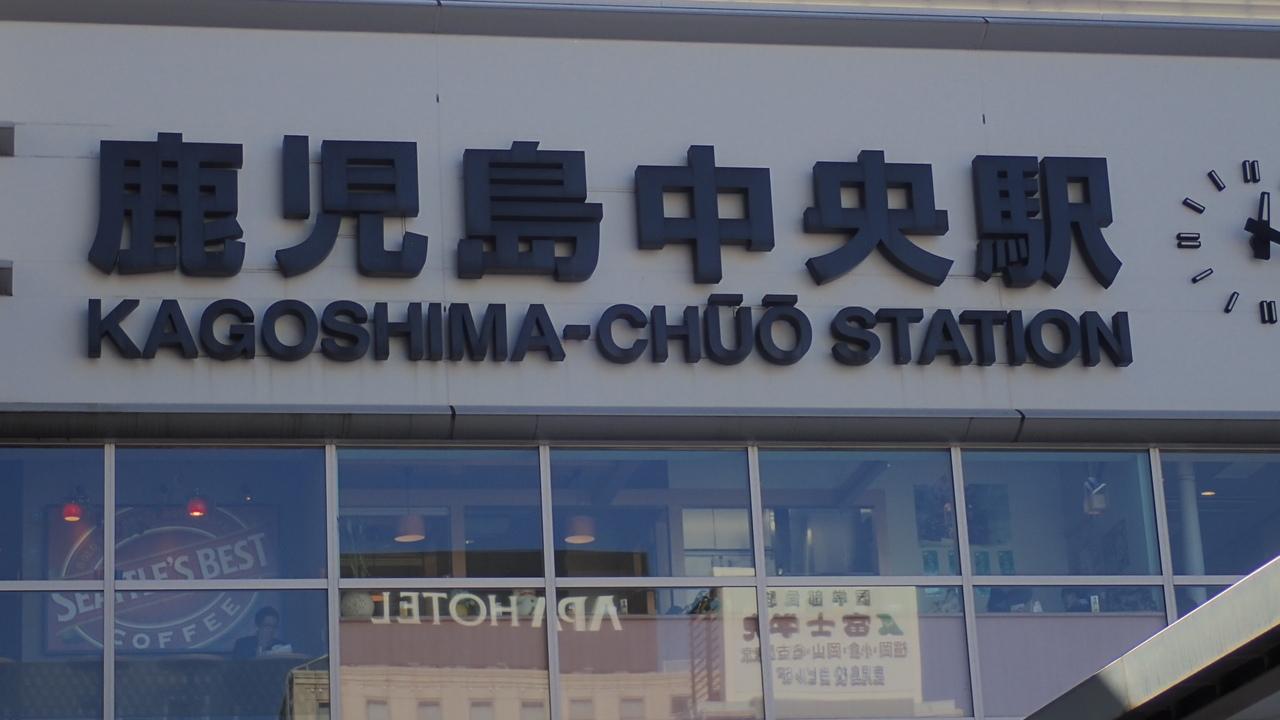 鹿児島中央駅
KAGOSHIMA-CHŪŌ STATION
SEATTLE'S BEST
COFFEE
APA HOTEL